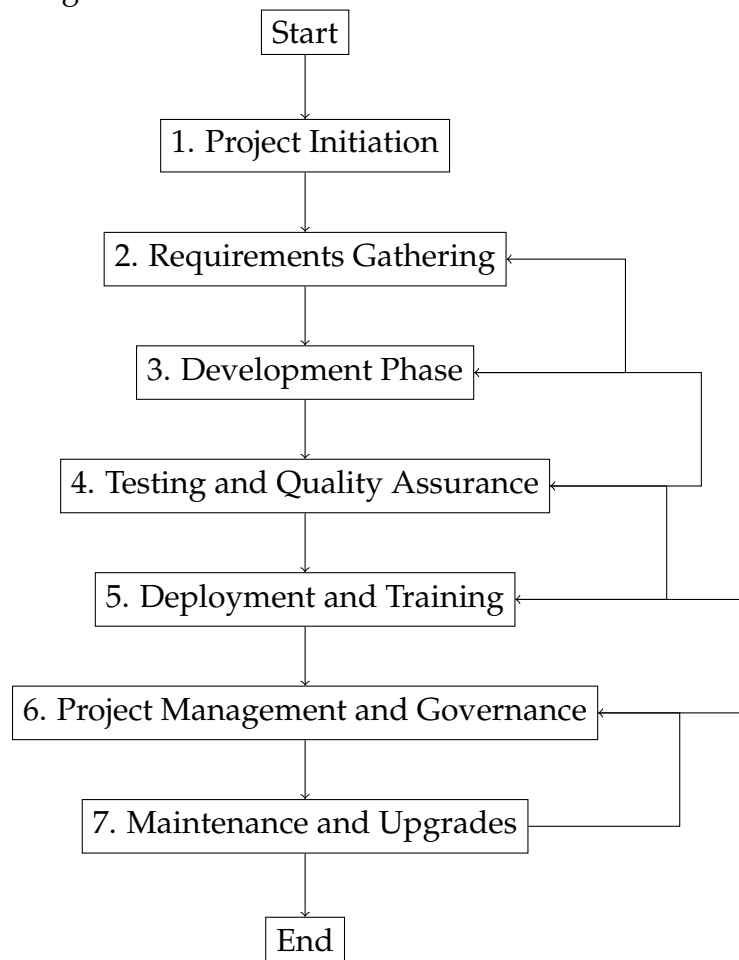 Start
1. Project Initiation
2. Requirements Gathering
3. Development Phase
4. Testing and Quality Assurance
5. Deployment and Training
6. Project Management and Governance
7. Maintenance and Upgrades
End